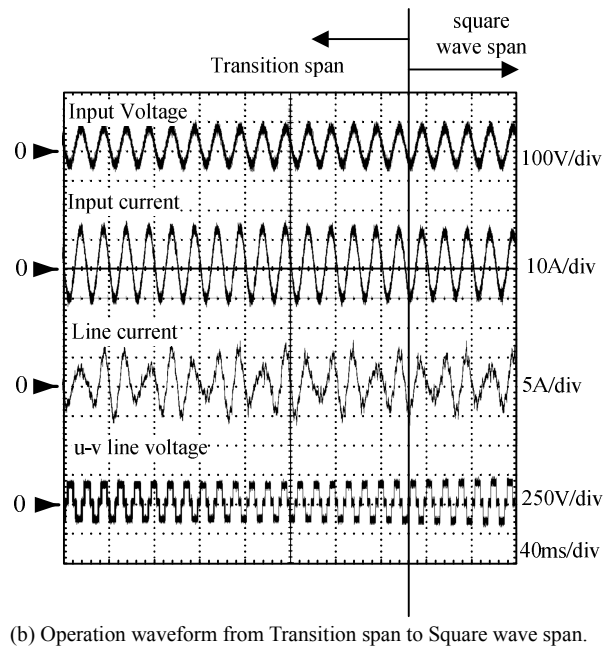 square
wave span
Transition span
Input Voltage
0
100V/div
Input current
0
10A/div
Line current
0
5A/div
u-v line voltage
0
250V/div
40ms/div
(b) Operation waveform from Transition span to Square wave span.